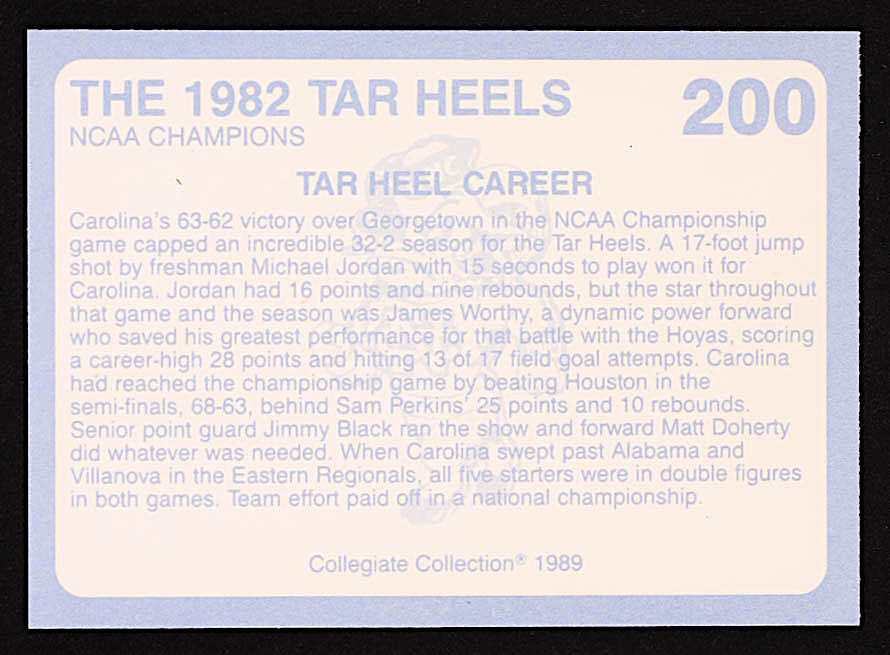 THE 1982 TAR HEELS
200
NCAA CHAMPIONS
TAR HEEL CAREER
Carolina's 63-62 victory over Georgetown in the NCAA Championship
game capped an incredible 32-2 season for the Tar Heels. A 17-foot jump
shot by freshman Michael Jordan with 15 seconds to play won it for
Carolina. Jordan had 16 points and nine rebounds, but the star throughout
that game and the season was James Worthy, a dynamic power forward
who saved his greatest performance for that battle with the Hoyas, scoring
a career-high 28 points and hitting 13 of 17 field goal attempts. Carolina
had reached the championship game by beating Houston in the
semi-finals, 68-63, behind Sam Perkins' 25 points and 10 rebounds.
Senior point guard Jimmy Black ran the show and forward Matt Doherty
did whatever was needed. When Carolina swept past Alabama and
Villanova in the Eastern Regionals, all five starters were in double figures
in both games. Team effort paid off in a national championship.
Collegiate Collection® 1989